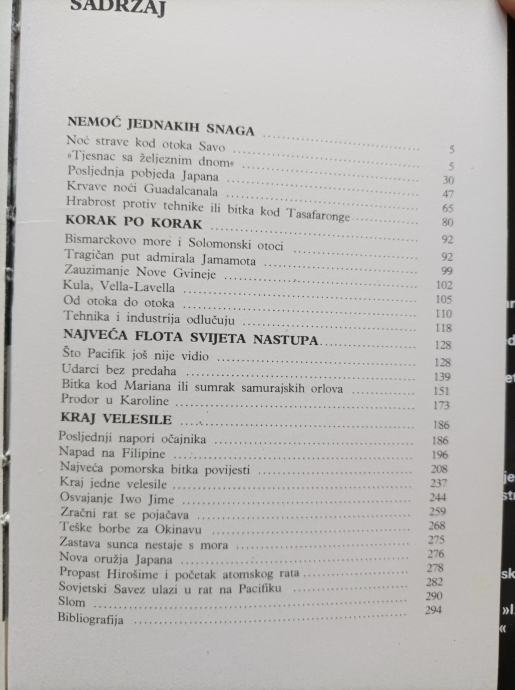 SADRŽAJ
NEMOĆ JEDNAKIH SNAGA 5
Noć strave kod otoka Savo 5
»Tjesnac sa željeznim dnom« 30
Posljednja pobjeda Japana 47
Krvave noći Guadalcanala 65
Hrabrost protiv tehnike ili bitka kod Tasafaronge 80
KORAK PO KORAK 92
Bismarckovo more i Solomonski otoci 92
Tragičan put admirala Jamamota 99
Zauzimanje Nove Gvineje 102
Kula, Vella-Lavella 105
Od otoka do otoka 110
Tehnika i industrija odlučuju 118
NAJVEĆA FLOTA SVIJETA NASTUPA 128
Što Pacifik još nije vidio 128
Udarci bez predaha 139
Bitka kod Mariana ili sumrak samurajskih orlova 151
Prodor u Karoline 173
KRAJ VELESILE 186
Posljednji napori očajnika 186
Napad na Filipine 196
Najveća pomorska bitka povijesti 208
Kraj jedne velesile 237
Osvajanje Iwo Jime 244
Zračni rat se pojačava 259
Teške borbe za Okinavu 268
Zastava sunca nestaje s mora 275
Nova oružja Japana 276
Propast Hirošime i početak atomskog rata 278
Sovjetski Savez ulazi u rat na Pacifiku 282
Slom 290
Bibliografija 294